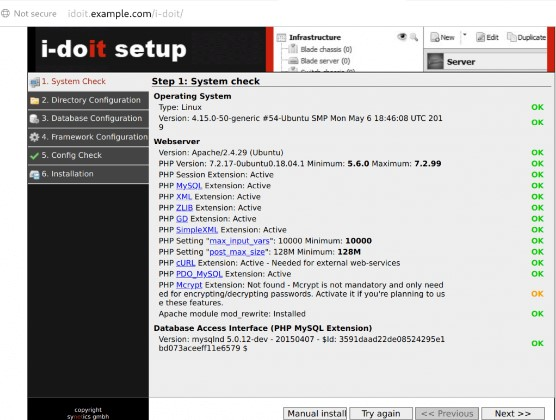 Not secure idoit.example.com/i-doit/
i-doit setup
Infrastructure
Blade chassis (0)
Blade server (0)
Switch chassis (0)
New
Edit
Duplicate
Server
1. System Check
2. Directory Configuration
3. Database Configuration
4. Framework Configuration
5. Config Check
6. Installation
Step 1: System check
Operating System
Type: Linux OK
Version: 4.15.0-50-generic #54-Ubuntu SMP Mon May 6 18:46:08 UTC 201
9 OK
Webserver
Version: Apache/2.4.29 (Ubuntu) OK
PHP Version: 7.2.17-0ubuntu0.18.04.1 Minimum: 5.6.0 Maximum: 7.2.99 OK
PHP Session Extension: Active OK
PHP MySQL Extension: Active OK
PHP XML Extension: Active OK
PHP ZLIB Extension: Active OK
PHP GD Extension: Active OK
PHP SimpleXML Extension: Active OK
PHP Setting "max_input_vars": 10000 Minimum: 10000 OK
PHP Setting "post_max_size": 128M Minimum: 128M OK
PHP cURL Extension: Active - Needed for external web-services OK
PHP PDO_MySQL Extension: Active OK
PHP Mcrypt Extension: Not found - Mcrypt is not mandatory and only need
ed for encrypting/decrypting passwords. Activate it if you're planning to us
e these features. OK
Apache module mod_rewrite: Installed OK
Database Access Interface (PHP MySQL Extension)
Version: mysqlnd 5.0.12-dev - 20150407 - $Id: 3591daad22de08524295e1
bd073aceeff11e6579 $ OK
copyright
synetics gmbh
Manual install
Try again
<< Previous
Next >>